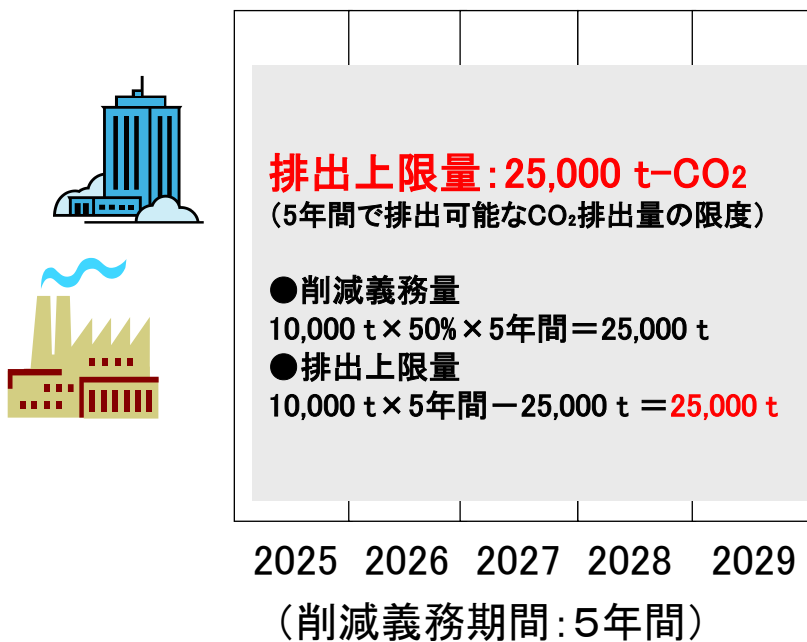 排出上限量：25,000 t-CO₂
（5年間で排出可能なCO₂排出量の限度）
●削減義務量
10,000 t×50%×5年間＝25,000 t
●排出上限量
10,000 t×5年間－25,000 t ＝25,000 t
2025 2026 2027 2028 2029
（削減義務期間：５年間）